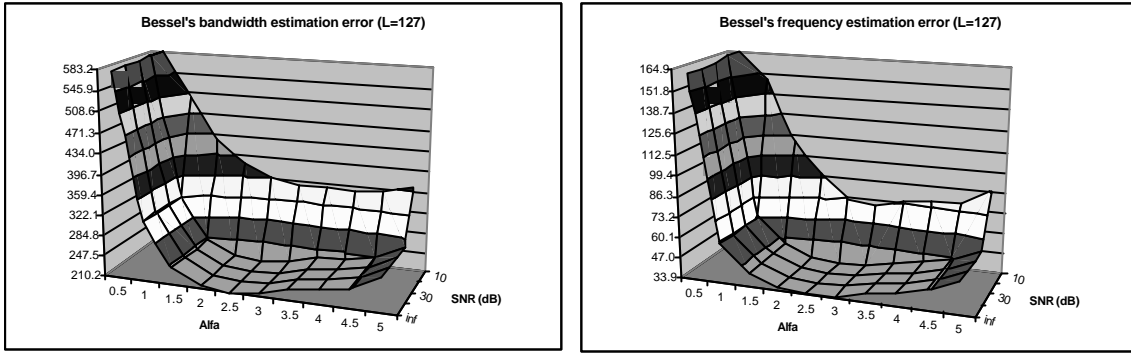 Bessel's bandwidth estimation error (L=127)
583.2
545.9
508.6
471.3
434.0
396.7
359.4
322.1
284.8
247.5
210.2
0.5 1 1.5 2 2.5 3 3.5 4 4.5 5
Alfa
10
30
inf
SNR (dB)
Bessel's frequency estimation error (L=127)
164.9
151.8
138.7
125.6
112.5
99.4
86.3
73.2
60.1
47.0
33.9
0.5 1 1.5 2 2.5 3 3.5 4 4.5 5
Alfa
10
30
inf
SNR (dB)